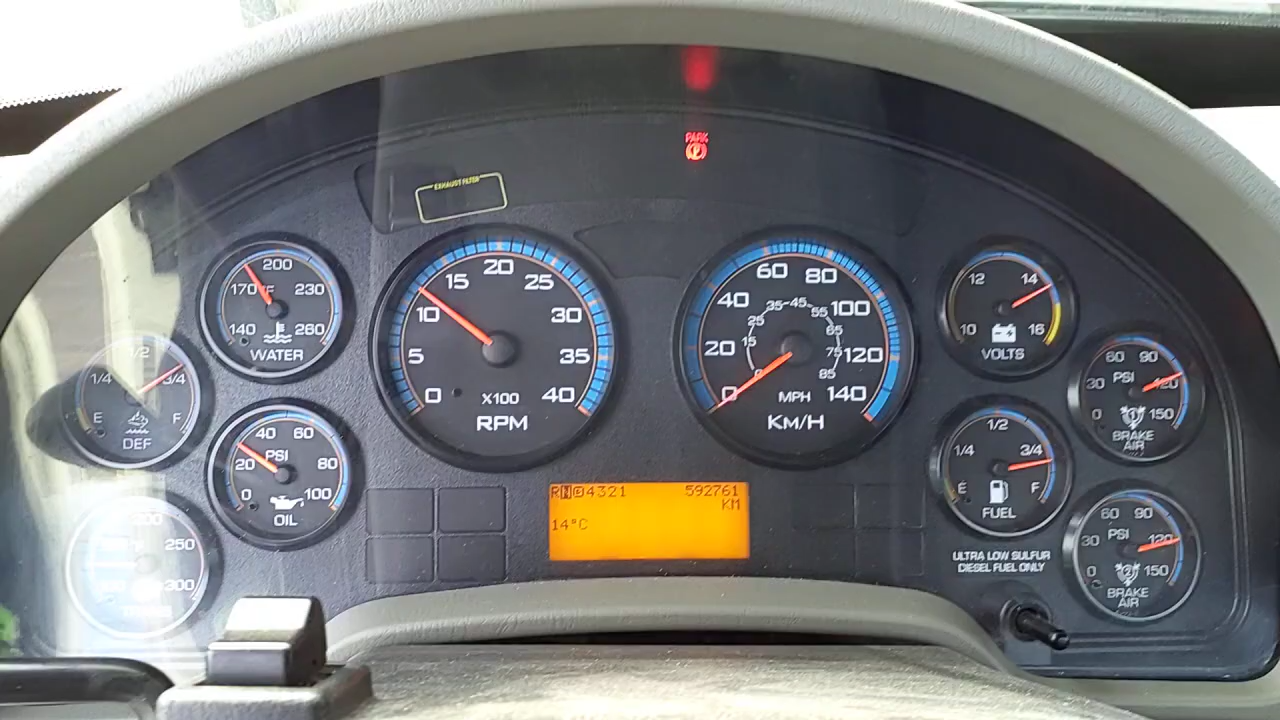 PARK
EXHAUST FILTER
140 170 200 230 260
°F
WATER
0 5 10 15 20 25 30 35 40
X100
RPM
0 20 40 60 80 100 120 140
15 25 35 45 55 65 75 85
MPH
Km/H
10 12 14 16
VOLTS
E 1/4 1/2 3/4 F
DEF
0 20 40 60 80 100
PSI
OIL
E 1/4 1/2 3/4 F
FUEL
0 30 60 90 120 150
PSI
BRAKE
AIR
200 250 300
R N D 4321 592761
KM
14°C
ULTRA LOW SULFUR
DIESEL FUEL ONLY
0 30 60 90 120 150
PSI
BRAKE
AIR